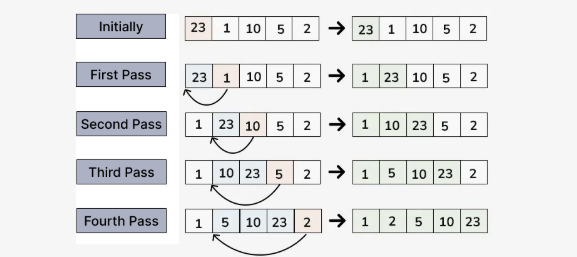 Initially 23 1 10 5 2 → 23 1 10 5 2
First Pass 23 1 10 5 2 → 1 23 10 5 2
Second Pass 1 23 10 5 2 → 1 10 23 5 2
Third Pass 1 10 23 5 2 → 1 5 10 23 2
Fourth Pass 1 5 10 23 2 → 1 2 5 10 23